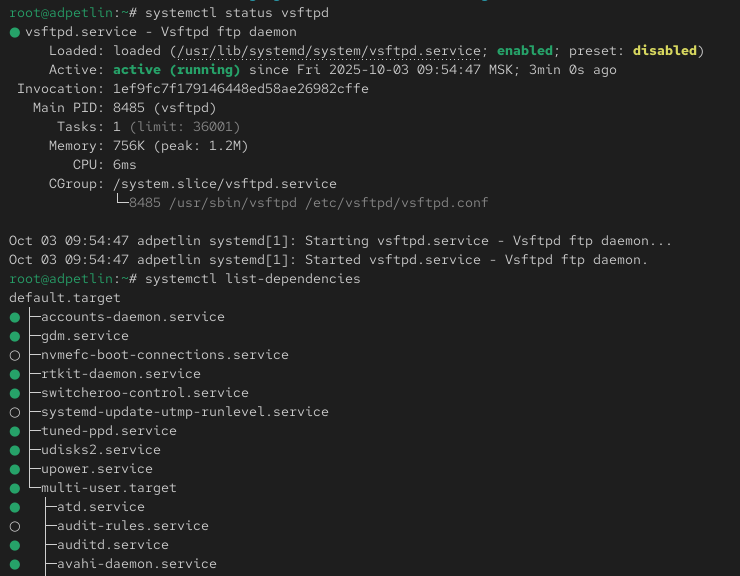 root@adpetlin:~# systemctl status vsftpd
● vsftpd.service - Vsftpd ftp daemon
Loaded: loaded (/usr/lib/systemd/system/vsftpd.service; enabled; preset: disabled)
Active: active (running) since Fri 2025-10-03 09:54:47 MSK; 3min 0s ago
Invocation: 1ef9fc7f179146448ed58ae26982cffe
Main PID: 8485 (vsftpd)
Tasks: 1 (limit: 36001)
Memory: 756K (peak: 1.2M)
CPU: 6ms
CGroup: /system.slice/vsftpd.service
└─8485 /usr/sbin/vsftpd /etc/vsftpd/vsftpd.conf
Oct 03 09:54:47 adpetlin systemd[1]: Starting vsftpd.service - Vsftpd ftp daemon...
Oct 03 09:54:47 adpetlin systemd[1]: Started vsftpd.service - Vsftpd ftp daemon.
root@adpetlin:~# systemctl list-dependencies
default.target
● ├─accounts-daemon.service
● ├─gdm.service
○ ├─nvmefc-boot-connections.service
● ├─rtkit-daemon.service
● ├─switcheroo-control.service
○ ├─systemd-update-utmp-runlevel.service
● ├─tuned-ppd.service
● ├─udisks2.service
● ├─upower.service
● └─multi-user.target
● ├─atd.service
○ ├─audit-rules.service
● ├─auditd.service
● ├─avahi-daemon.service